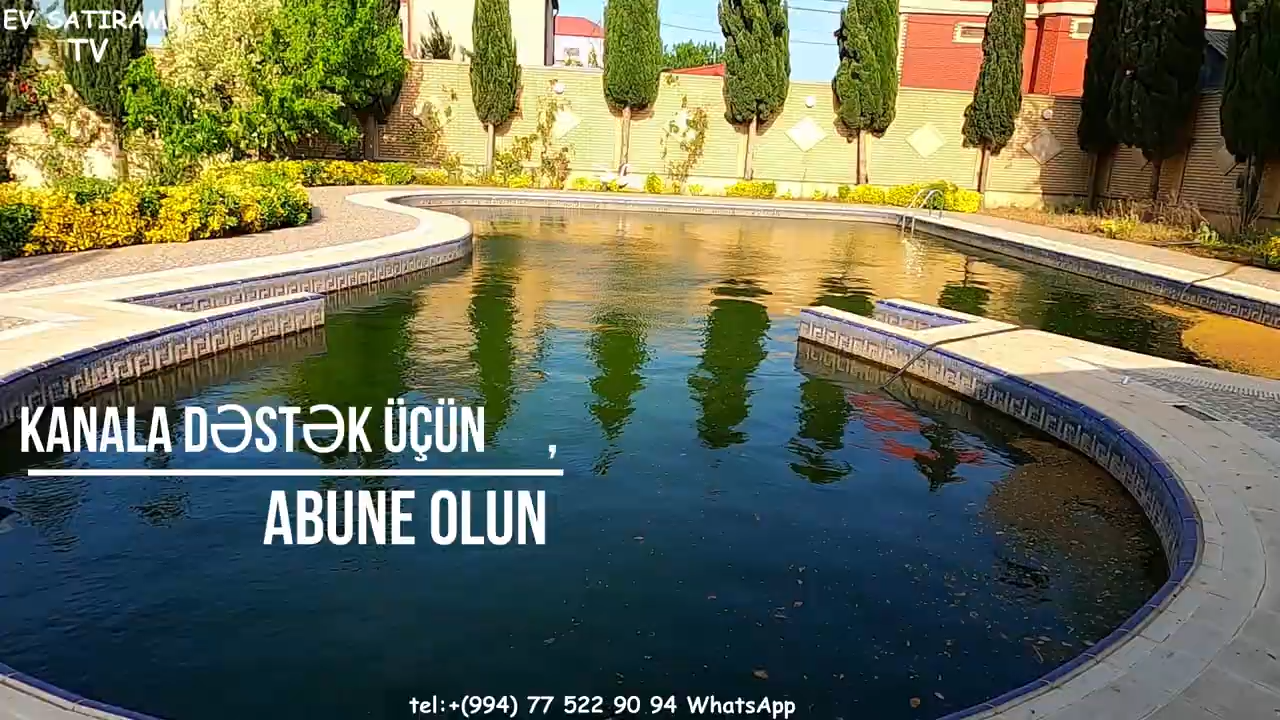 EV SATIRAM
TV
KANALA DƏSTƏK ÜÇÜN ,
ABUNE OLUN
tel:+(994) 77 522 90 94 WhatsApp